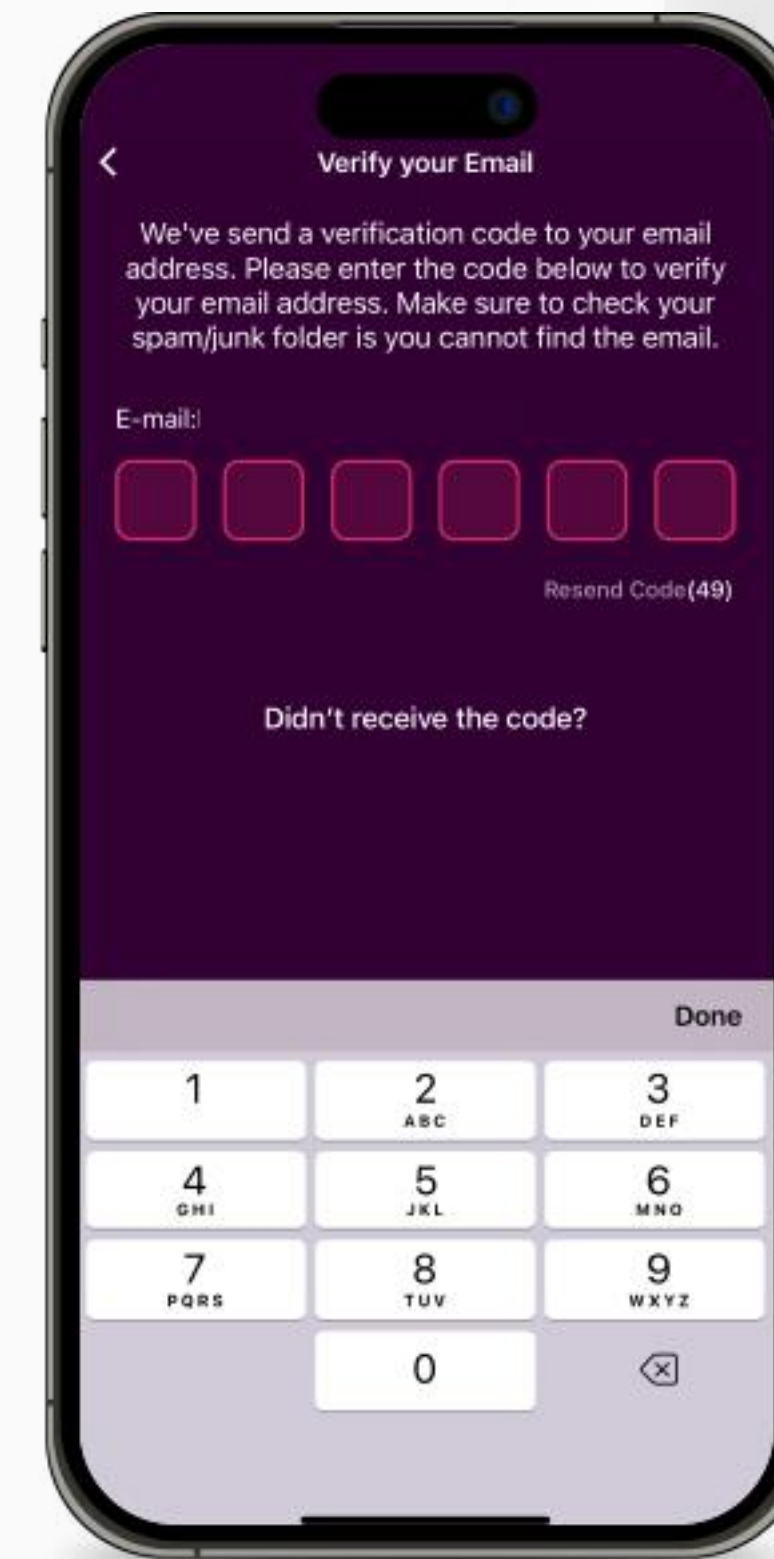 Verify your Email
We've send a verification code to your email
address. Please enter the code below to verify
your email address. Make sure to check your
spam/junk folder is you cannot find the email.
E-mail:
Resend Code(49)
Didn't receive the code?
Done
1 2 3
ABC DEF
4 5 6
GHI JKL MNO
7 8 9
PQRS TUV WXYZ
0